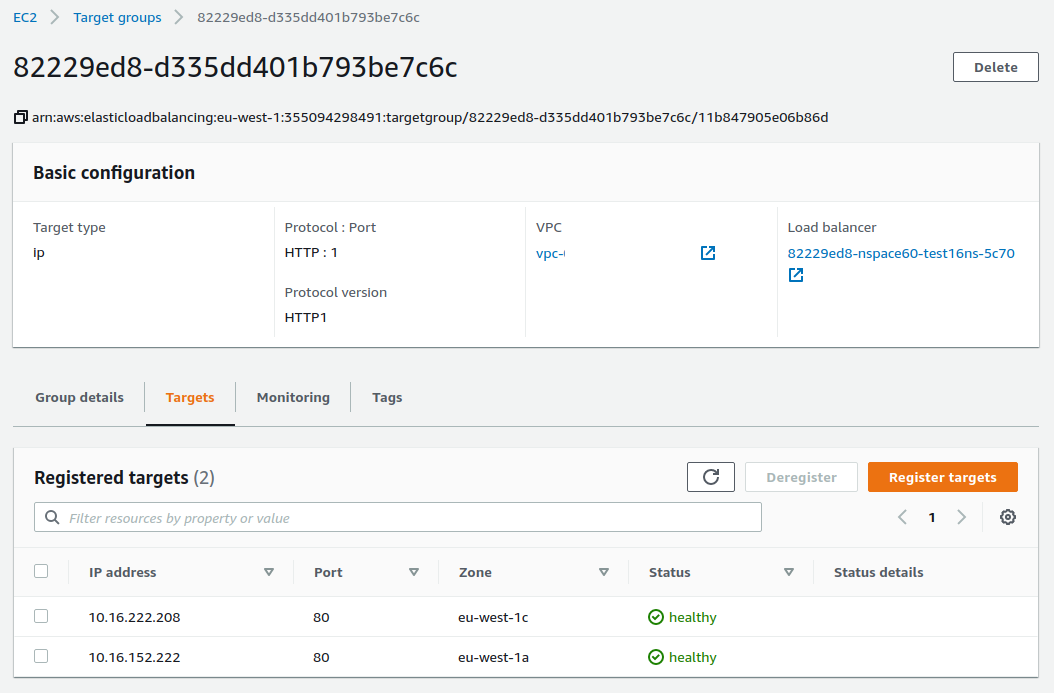 EC2 > Target groups > 82229ed8-d335dd401b793be7c6c
82229ed8-d335dd401b793be7c6c
Delete
arn:aws:elasticloadbalancing:eu-west-1:355094298491:targetgroup/82229ed8-d335dd401b793be7c6c/11b847905e06b86d
Basic configuration
Target type
ip
Protocol : Port
HTTP : 1
Protocol version
HTTP1
VPC
vpc-
Load balancer
82229ed8-nspace60-test16ns-5c70
Group details Targets Monitoring Tags
Registered targets (2)
Deregister Register targets
Filter resources by property or value
1
IP address Port Zone Status Status details
10.16.222.208 80 eu-west-1c healthy
10.16.152.222 80 eu-west-1a healthy